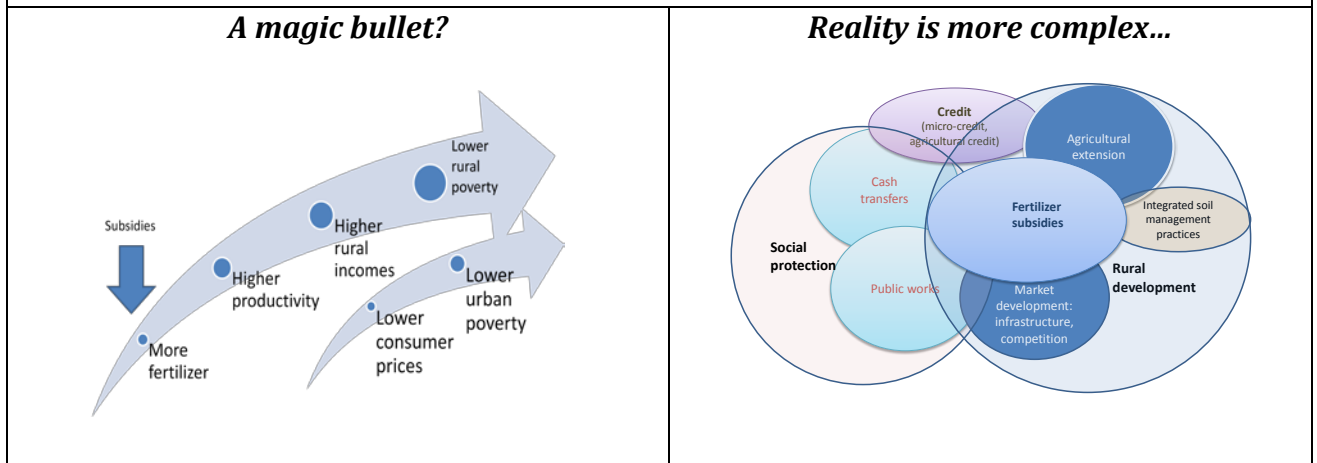 A magic bullet?
Subsidies
More
fertilizer
Higher
productivity
Higher
rural
incomes
Lower
rural
poverty
Lower
consumer
prices
Lower
urban
poverty
Reality is more complex…
Credit
(micro-credit,
agricultural credit)
Agricultural
extension
Cash
transfers
Fertilizer
subsidies
Integrated soil
management
practices
Social
protection
Rural
development
Public works
Market
development:
infrastructure,
competition